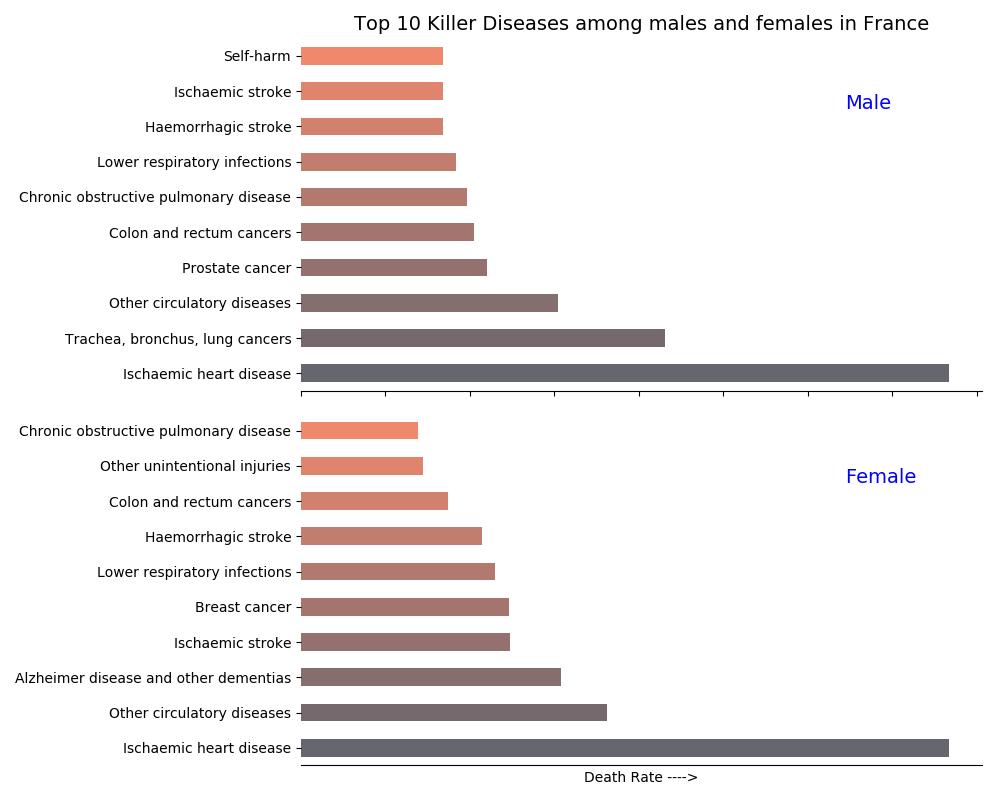 Top 10 Killer Diseases among males and females in France
Self-harm
Ischaemic stroke
Male
Haemorrhagic stroke
Lower respiratory infections
Chronic obstructive pulmonary disease
Colon and rectum cancers
Prostate cancer
Other circulatory diseases
Trachea, bronchus, lung cancers
Ischaemic heart disease
Chronic obstructive pulmonary disease
Other unintentional injuries
Female
Colon and rectum cancers
Haemorrhagic stroke
Lower respiratory infections
Breast cancer
Ischaemic stroke
Alzheimer disease and other dementias
Other circulatory diseases
Ischaemic heart disease
Death Rate ---->